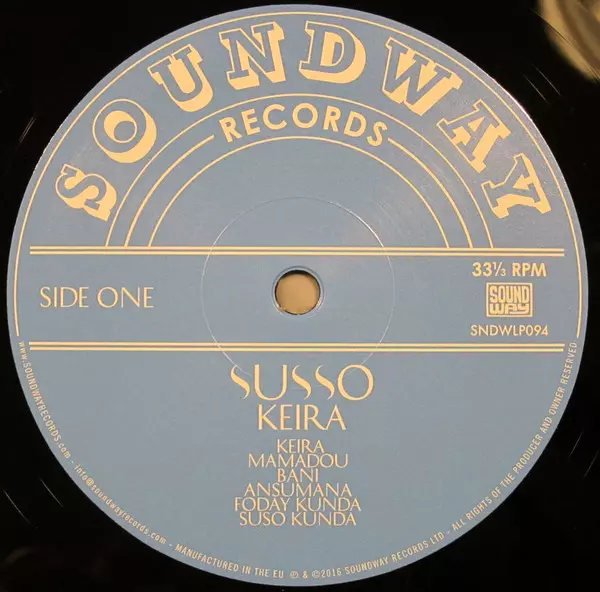 SOUNDWAY
RECORDS
SIDE ONE
33⅓ RPM
SOUND
WAY
SNDWLP094
SUSSO
KEIRA
KEIRA
MAMADOU
BANI
ANSUMANA
FODAY KUNDA
SUSO KUNDA
www.SOUNDWAYRECORDS.com - info@soundwayrecords.com - MANUFACTURED IN THE EU ℗ & ©2016 SOUNDWAY RECORDS LTD - ALL RIGHTS OF THE PRODUCER AND OWNER RESERVED